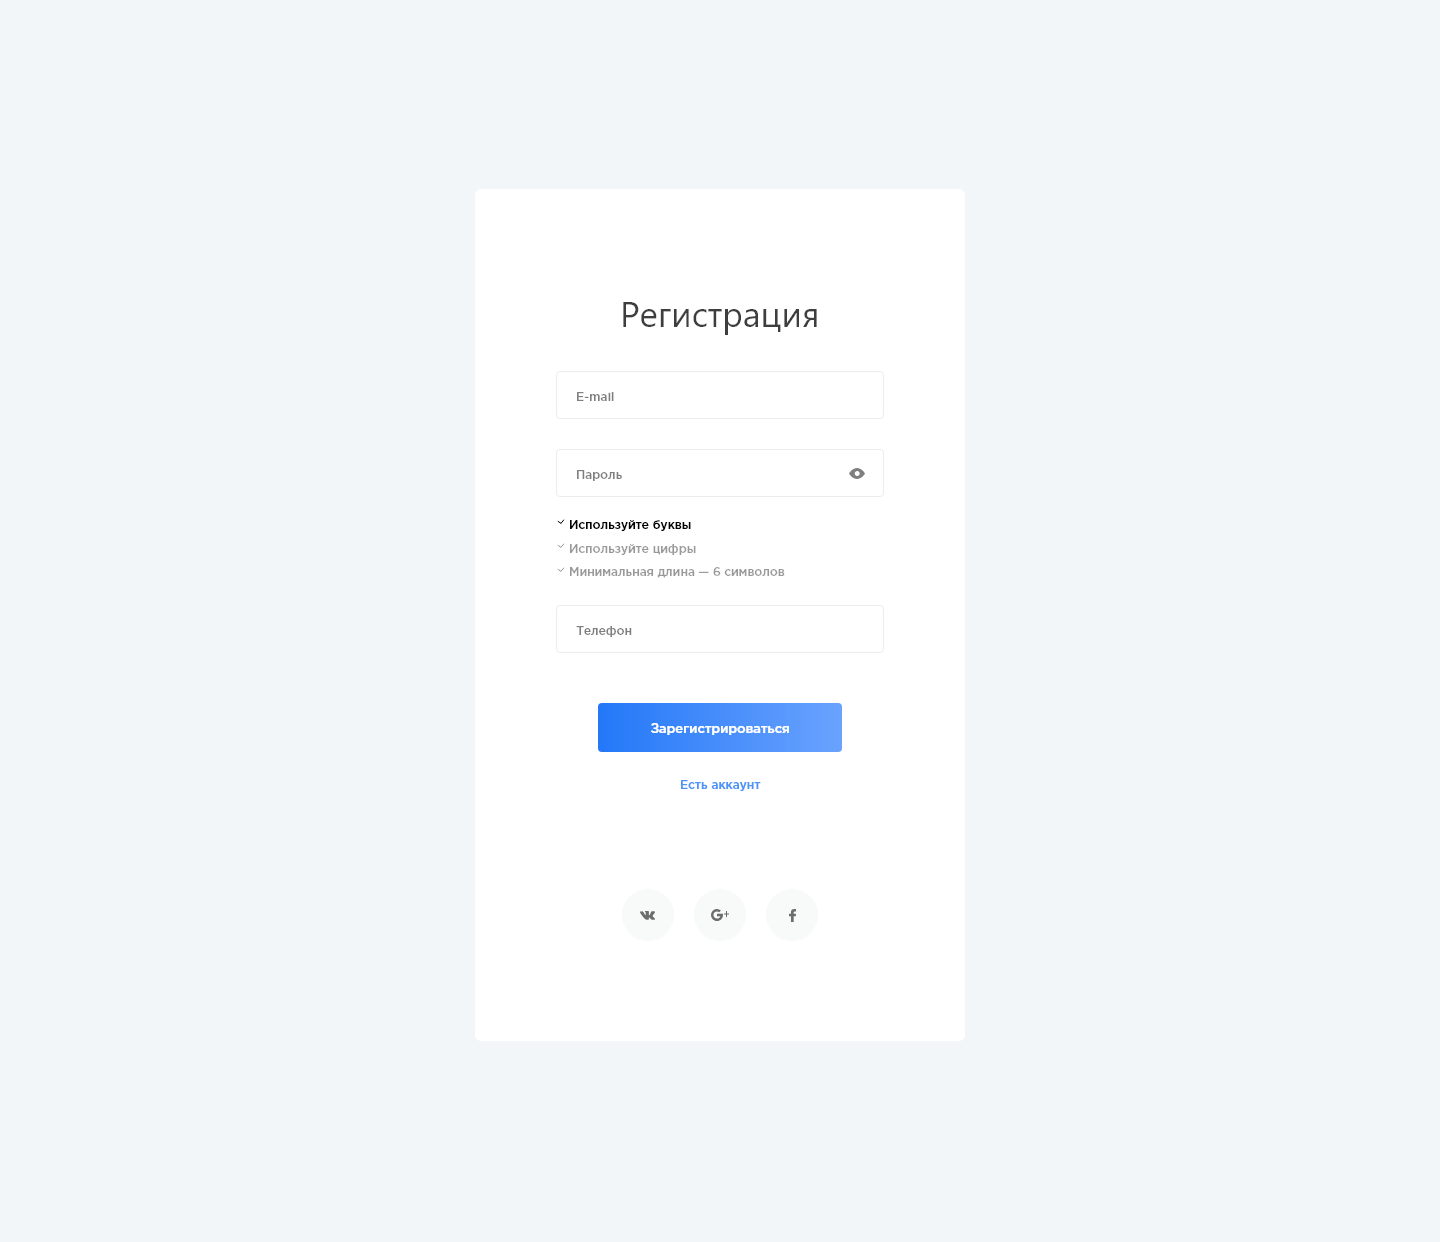 Регистрация
E-mail
Пароль
Используйте буквы
Используйте цифры
Минимальная длина — 6 символов
Телефон
Зарегистрироваться
Есть аккаунт